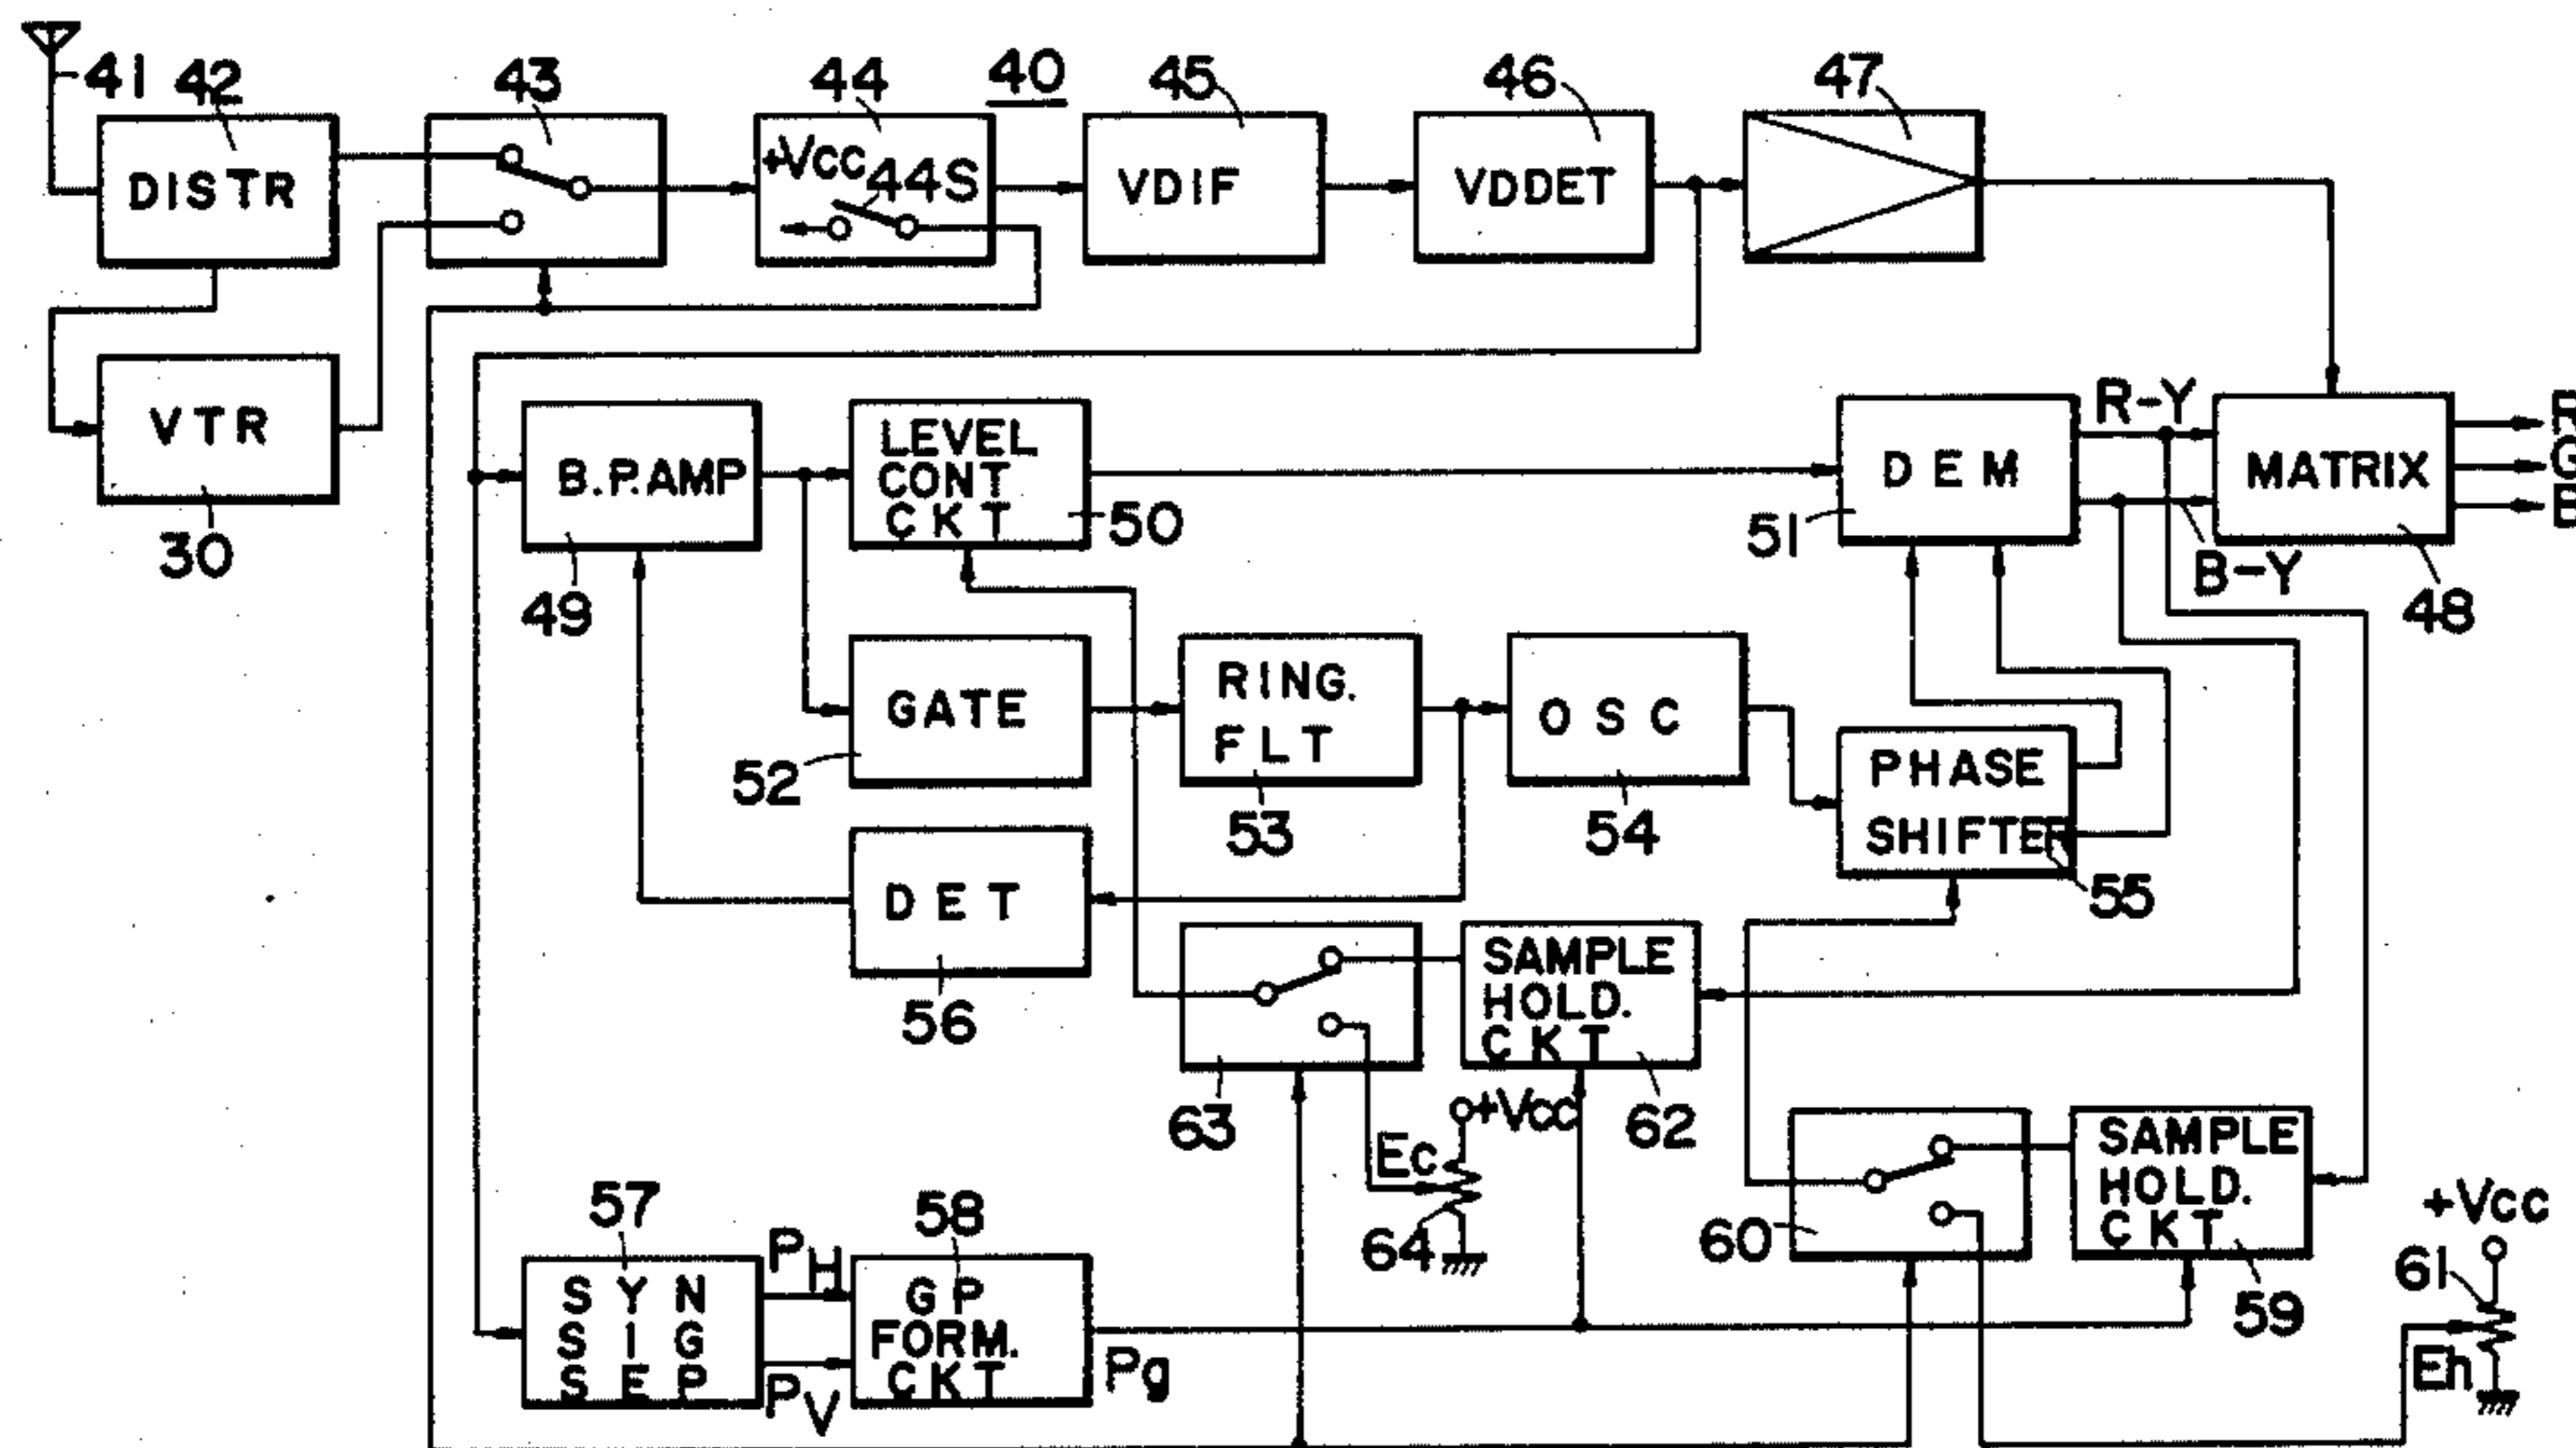 41
42
43
44
40
45
46
47
DISTR
+Vcc
44S
VDIF
VDDET
VTR
30
B.P.AMP
49
LEVEL
CONT
CKT
50
DEM
51
R-Y
B-Y
MATRIX
48
R
G
B
GATE
52
RING.
FLT
53
OSC
54
PHASE
SHIFTER
55
DET
56
63
SAMPLE
HOLD.
CKT
62
+Vcc
Ec
64
60
SAMPLE
HOLD.
CKT
59
+Vcc
61
Eh
57
SYN
SIG
SEP
PH
PV
58
GP
FORM.
CKT
Pg